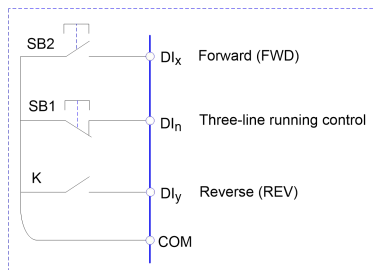 SB2 DIx Forward (FWD)
SB1 DIn Three-line running control
K DIy Reverse (REV)
COM